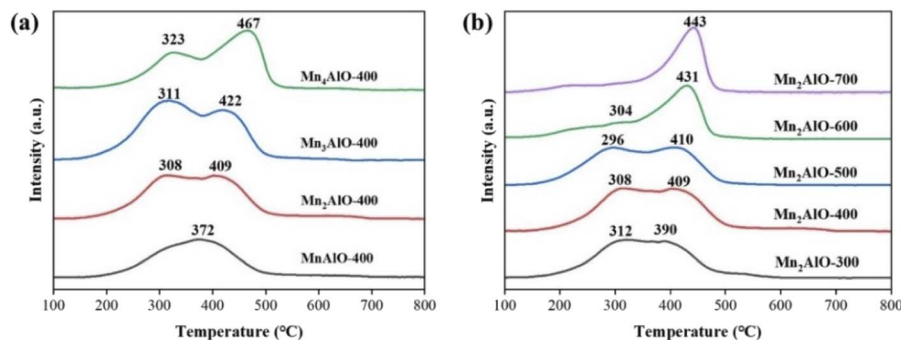 (a)
467
323
Mn₄AlO-400
311
422
Mn₃AlO-400
308
409
Mn₂AlO-400
372
MnAlO-400
Intensity (a.u.)
100 200 300 400 500 600 700 800
Temperature (°C)
(b)
443
Mn₂AlO-700
431
304
Mn₂AlO-600
296
410
Mn₂AlO-500
308
409
Mn₂AlO-400
312
390
Mn₂AlO-300
Intensity (a.u.)
100 200 300 400 500 600 700 800
Temperature (°C)